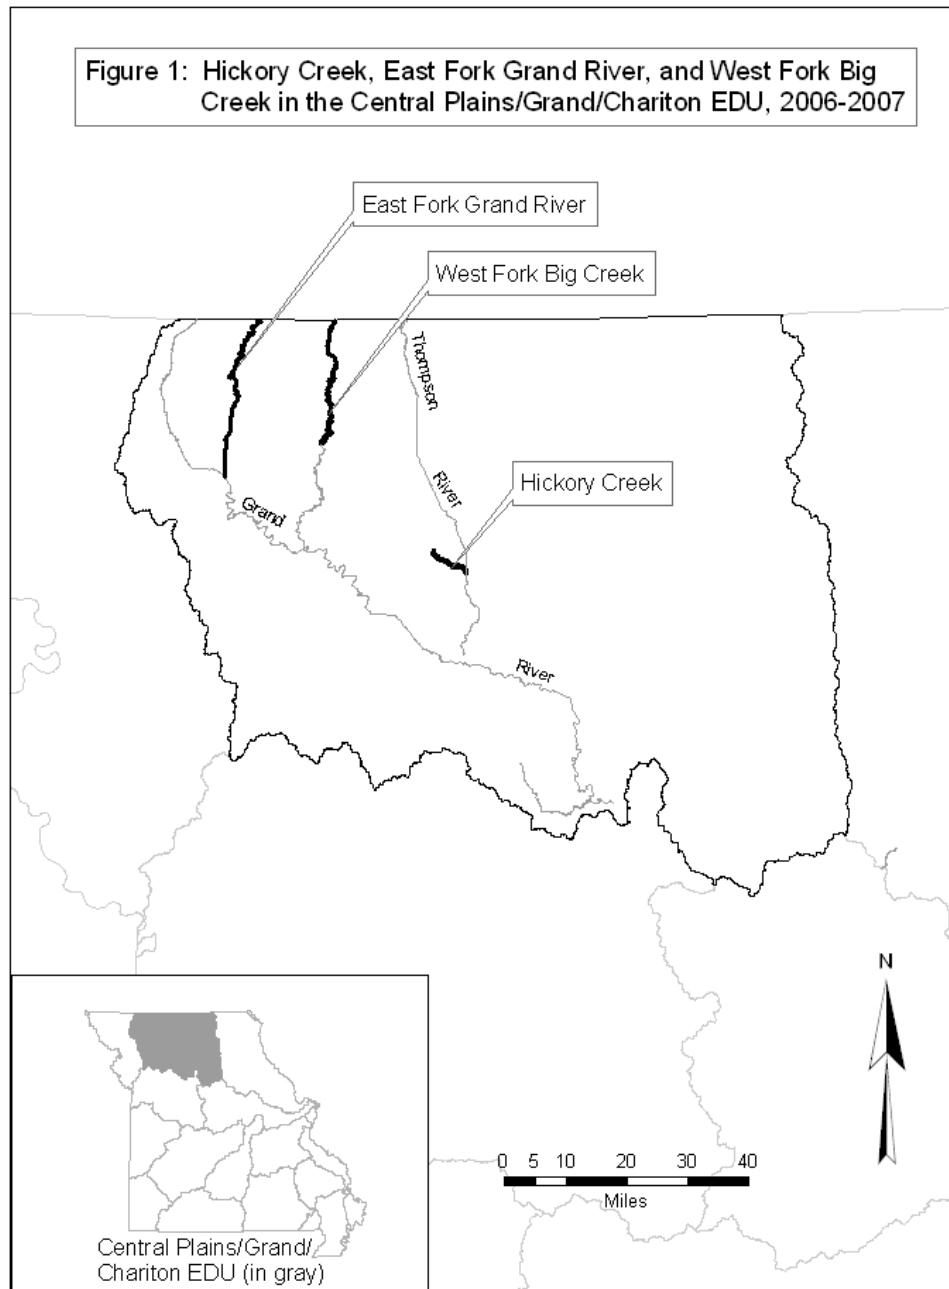 Figure 1: Hickory Creek, East Fork Grand River, and West Fork Big
Creek in the Central Plains/Grand/Chariton EDU, 2006-2007
East Fork Grand River
West Fork Big Creek
Thompson
River
Hickory Creek
Grand
River
N
0 5 10 20 30 40
Miles
Central Plains/Grand/
Chariton EDU (in gray)